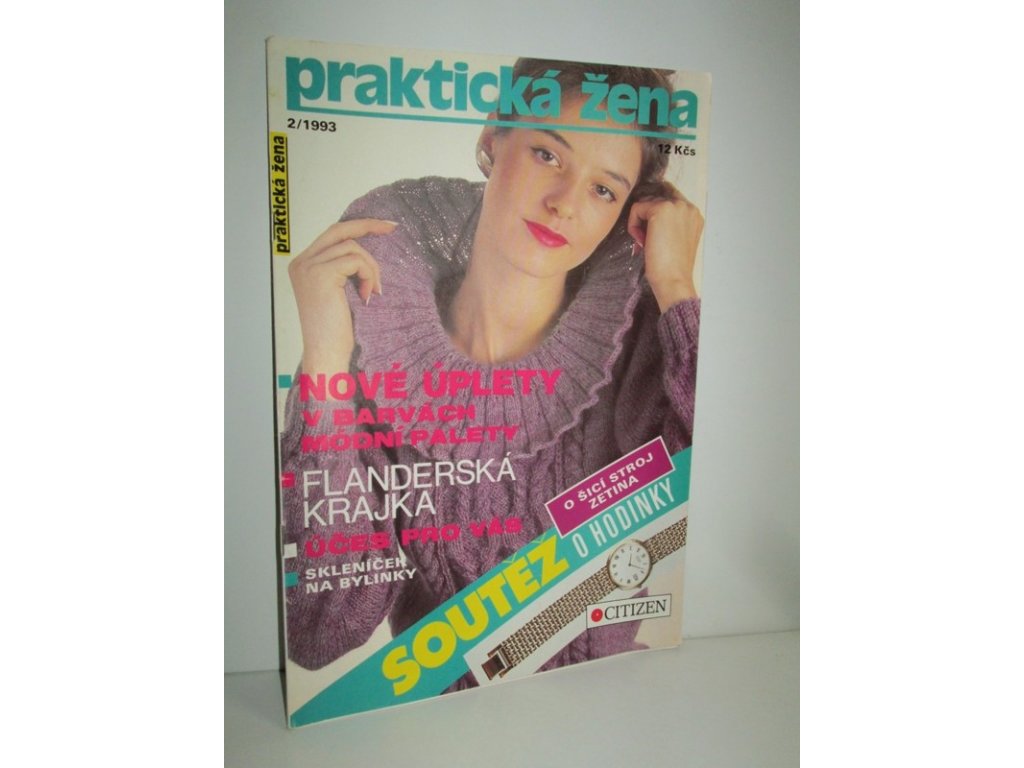 praktická žena
2/1993
12 Kčs
praktická žena
NOVÉ ÚPLETY
V BARVÁCH
MÓDNÍ PALETY
FLANDERSKÁ
KRAJKA
ÚČES PRO VÁS
SKLENÍČEK
NA BYLINKY
O ŠICÍ STROJ
ZETINA
SOUTĚŽ
O HODINKY
CITIZEN